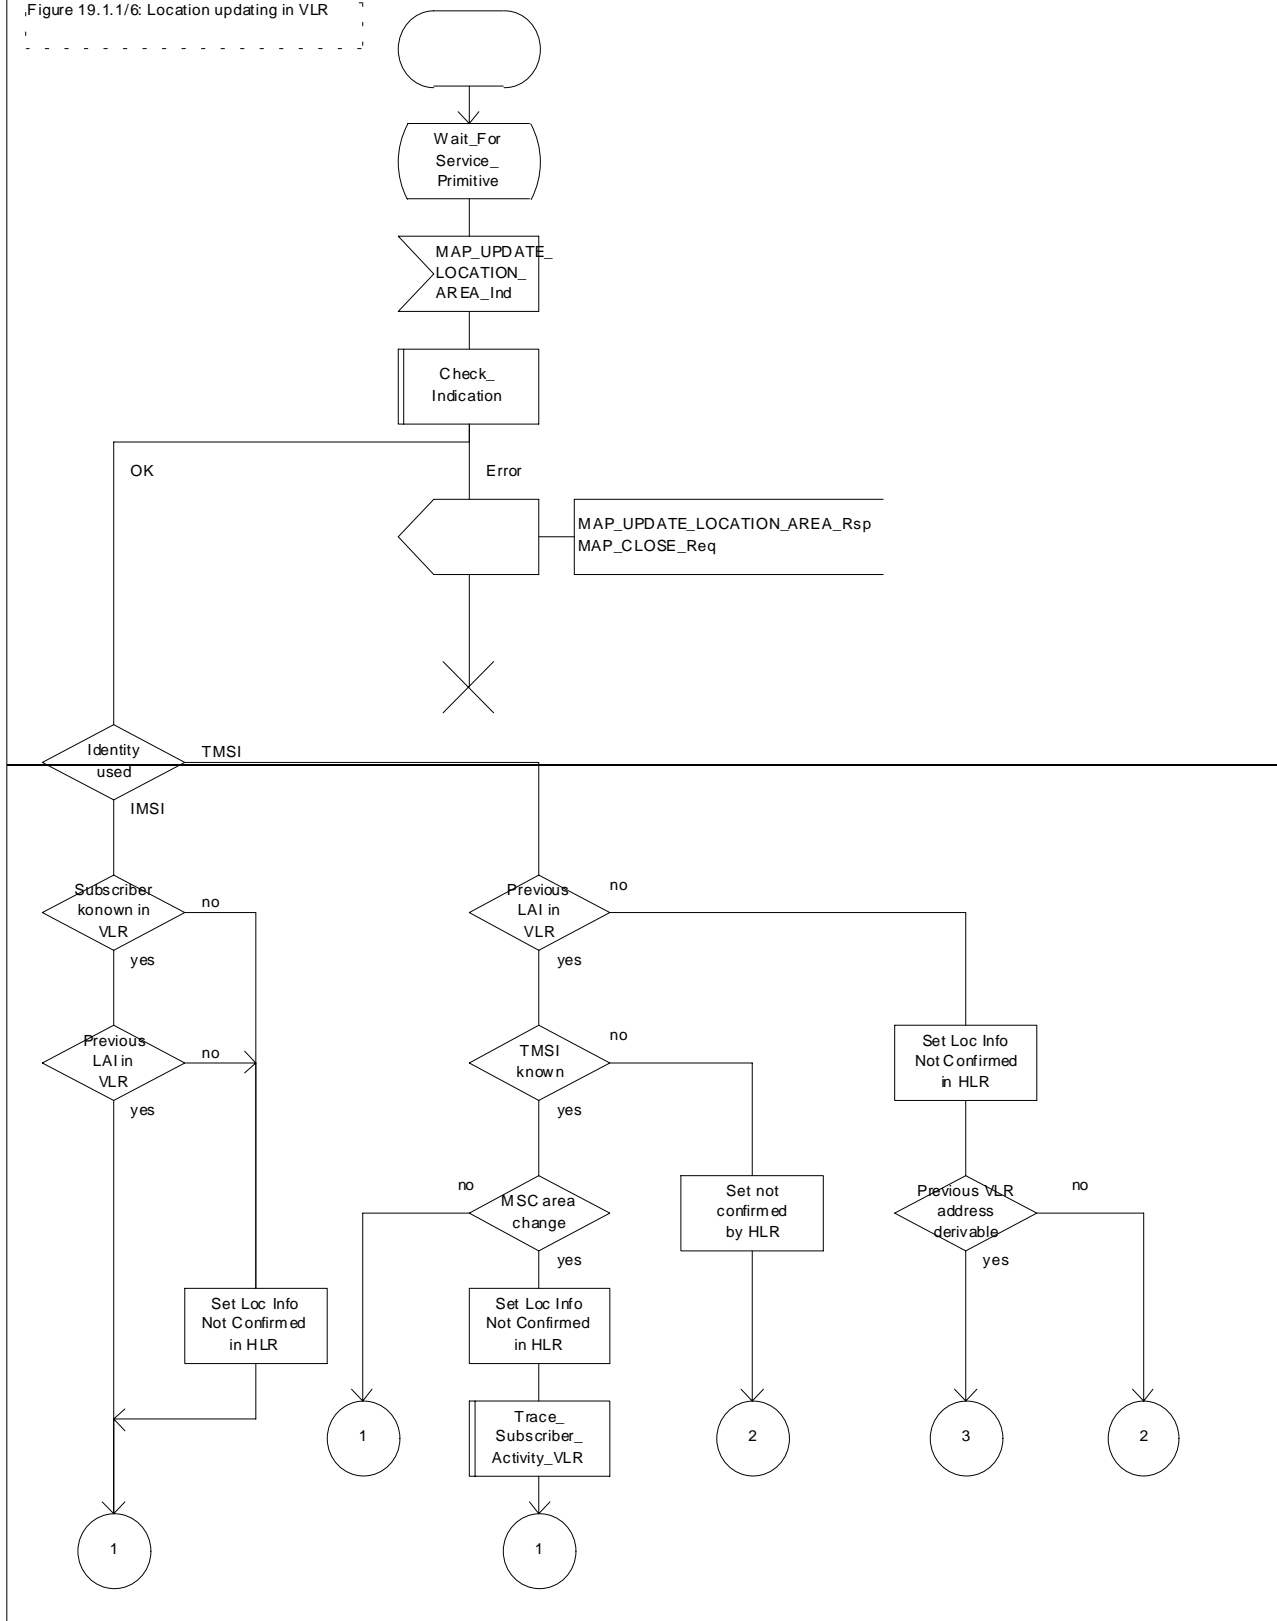 Figure 19.1.1/6: Location updating in VLR
Wait_For
Service_
Primitive
MAP_UPDATE_
LOCATION_
AREA_Ind
Check_
Indication
OK
Error
MAP_UPDATE_LOCATION_AREA_Rsp
MAP_CLOSE_Req
Identity
used
TMSI
IMSI
Subscriber
konown in
VLR
no
yes
Previous
LAI in
VLR
no
yes
Previous
LAI in
VLR
no
yes
TMSI
known
no
yes
Set Loc Info
Not Confirmed
in HLR
no
MSC area
change
yes
Set not
confirmed
by HLR
Previous VLR
address
derivable
no
yes
Set Loc Info
Not Confirmed
in HLR
Set Loc Info
Not Confirmed
in HLR
1
Trace_
Subscriber_
Activity_VLR
2
3
2
1
1